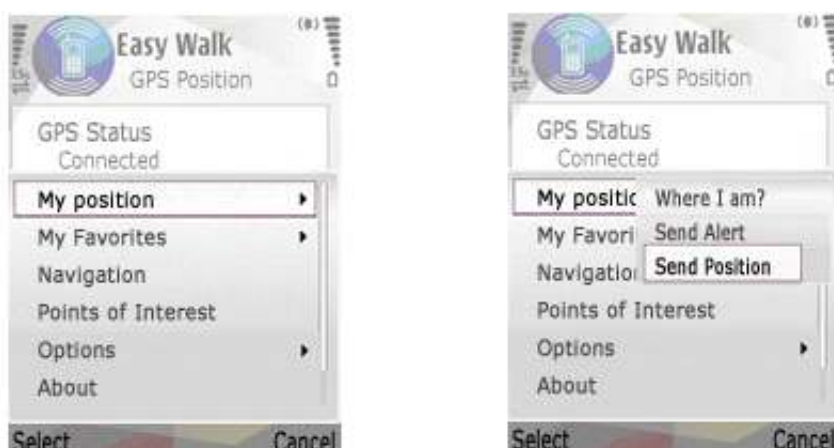 Easy Walk
GPS Position
GPS Status
Connected
My position
My Favorites
Navigation
Points of Interest
Options
About
Select Cancel
Easy Walk
GPS Position
GPS Status
Connected
My positic Where I am?
My Favori Send Alert
Navigatio Send Position
Points of Interest
Options
About
Select Cancel